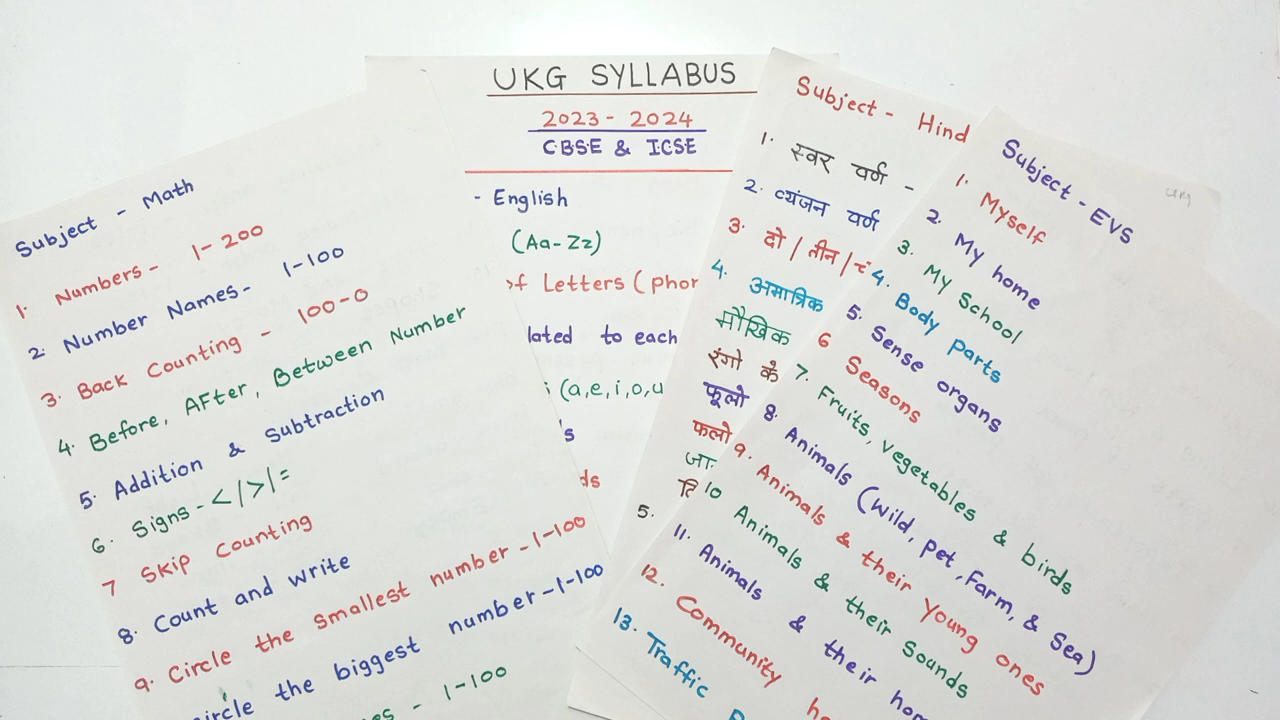 UKG SYLLABUS
2023 - 2024
CBSE & ICSE
- English
(Aa-Zz)
of Letters (phor
lated to each
(a,e,i,o,u
's
ds
Subject - Math
1. Numbers - 1-200
2. Number Names - 1-100
3. Back Counting - 100-0
4. Before, After, Between Number
5. Addition & Subtraction
6. Signs - </>/=
7 Skip Counting
8. Count and write
9. Circle the smallest number -1-100
ircle the biggest number -1-100
es - 1-100
Subject - Hind
1. स्वर वर्ण -
2. व्यंजन वर्ण
3. दो / तीन /
4. अमात्रिक
मौखिक
रंगो के
फूलो
फलो
जा
हि
5.
Subject - EVS
1. Myself
2. My home
3. My School
4. Body parts
5. Sense organs
6 Seasons
7. Fruits, vegetables & birds
8. Animals (Wild, pet, Farm, & Sea)
9. Animals & their Young ones
10 Animals & their Sounds
11. Animals & their hom
12. Community he
13. Traffic
UKG